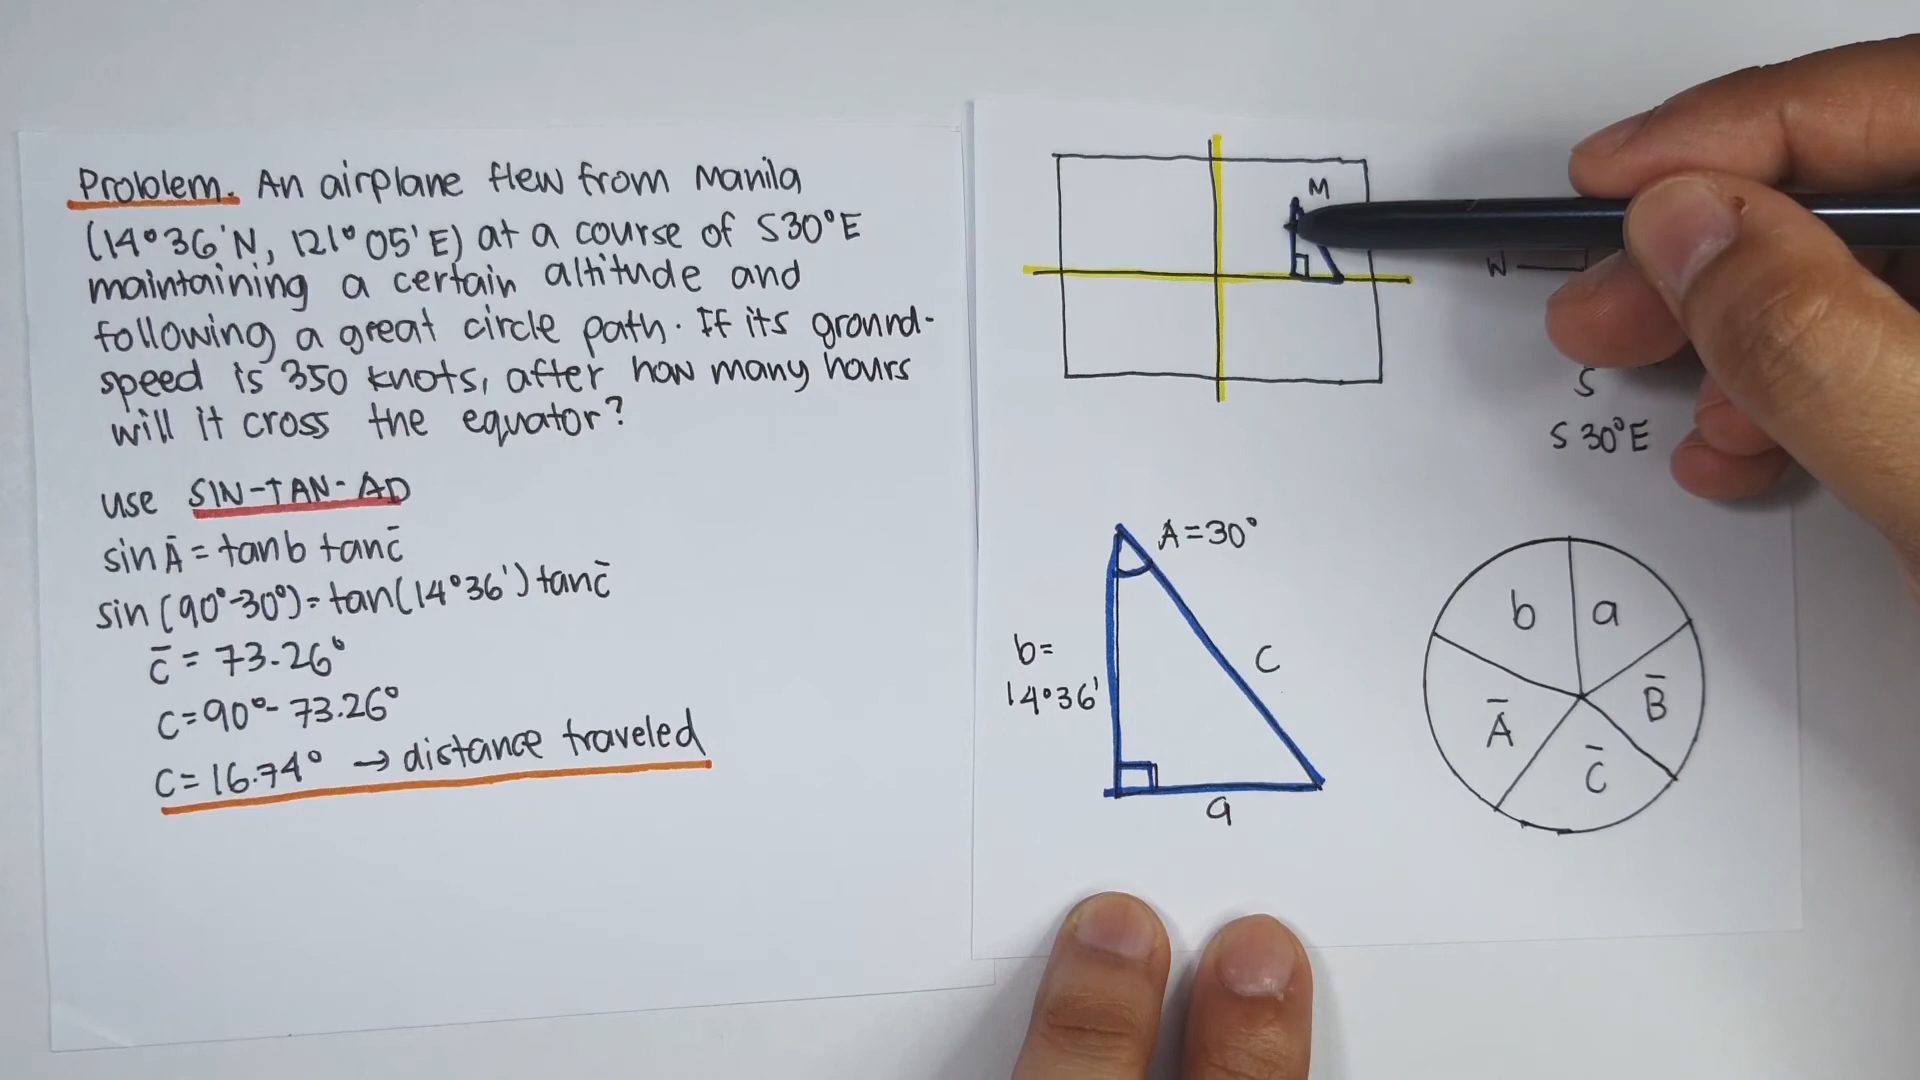 Problem. An airplane flew from Manila
(14°36'N, 121°05'E) at a course of S30°E
maintaining a certain altitude and
following a great circle path. If its ground-
speed is 350 knots, after how many hours
will it cross the equator?
use SIN-TAN-AD
sin Ā = tan b tan c̄
sin (90°-30°) = tan(14°36') tan c̄
c̄ = 73.26°
c = 90° - 73.26°
c = 16.74° → distance traveled
M
W
S
S 30°E
A = 30°
b =
14°36'
c
a
b a
Ā B̄
c̄